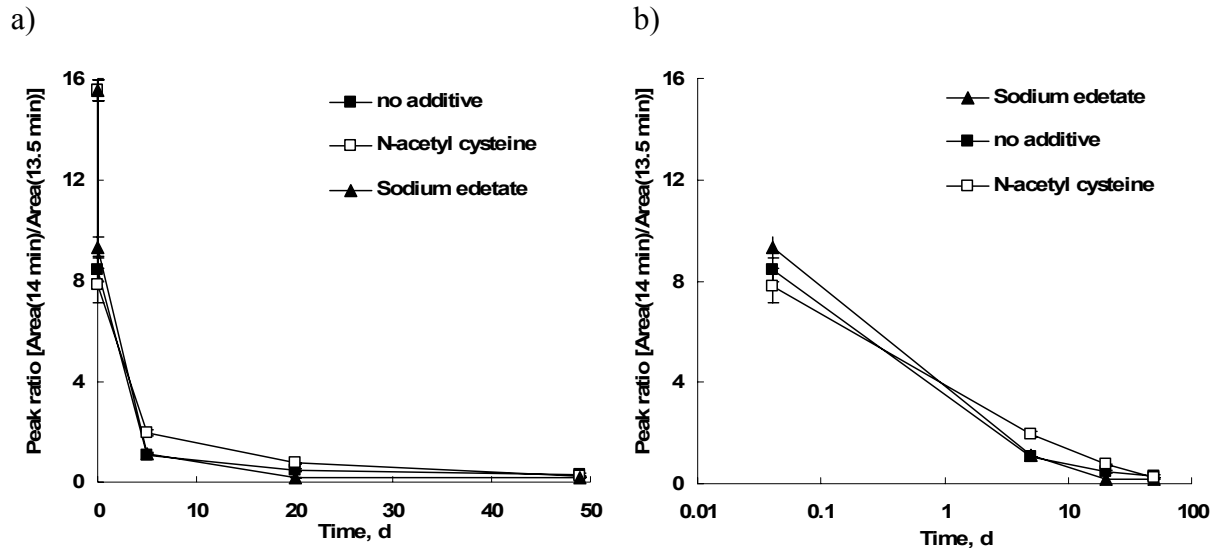 a)
Peak ratio [Area(14 min)/Area(13.5 min)]
16
12
8
4
0
no additive
N-acetyl cysteine
Sodium edetate
0 10 20 30 40 50
Time, d
b)
Peak ratio [Area(14 min)/Area(13.5 min)]
16
12
8
4
0
Sodium edetate
no additive
N-acetyl cysteine
0.01 0.1 1 10 100
Time, d